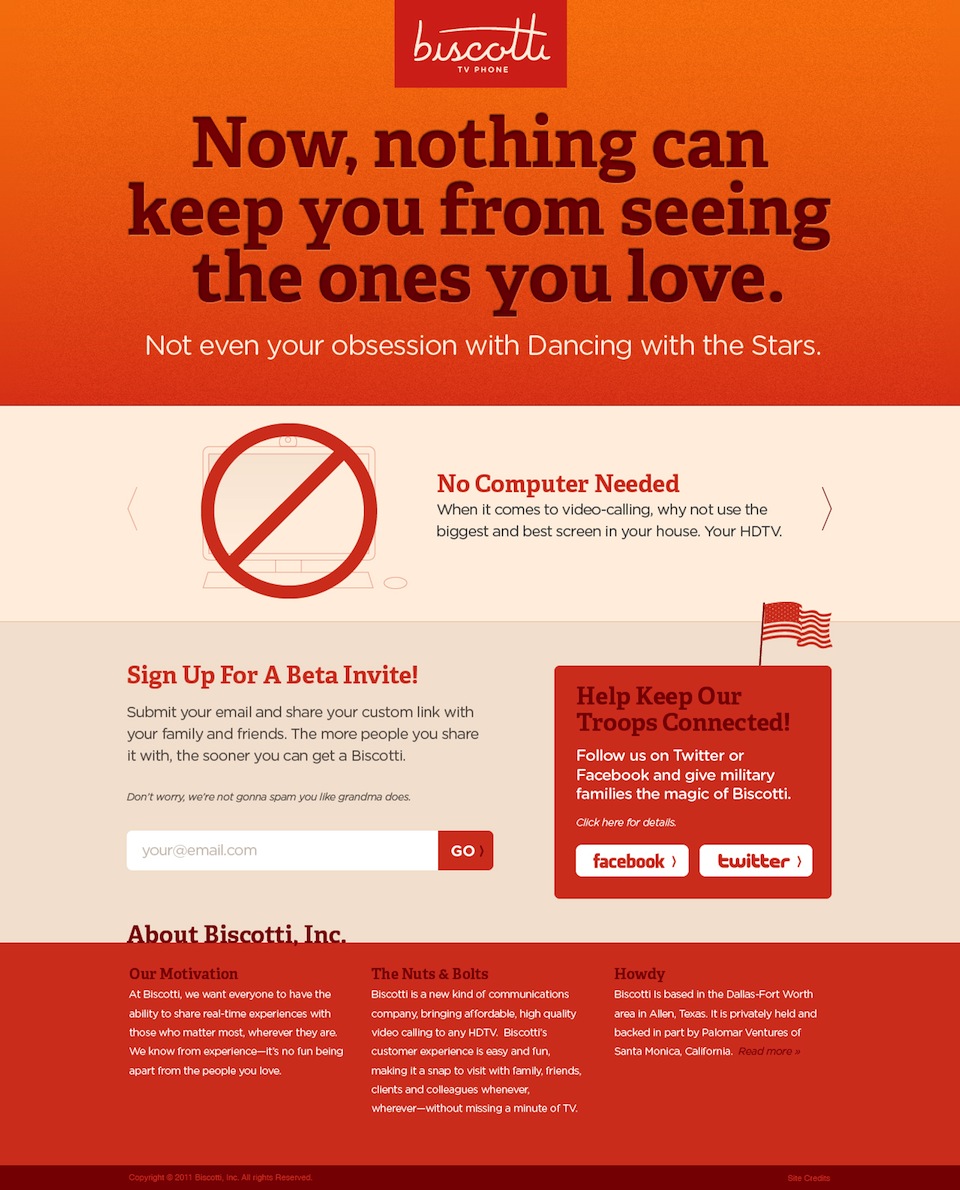 biscotti
TV PHONE
Now, nothing can
keep you from seeing
the ones you love.
Not even your obsession with Dancing with the Stars.
No Computer Needed
When it comes to video-calling, why not use the
biggest and best screen in your house. Your HDTV.
Sign Up For A Beta Invite!
Submit your email and share your custom link with
your family and friends. The more people you share
it with, the sooner you can get a Biscotti.
Don't worry, we're not gonna spam you like grandma does.
your@email.com
GO
Help Keep Our
Troops Connected!
Follow us on Twitter or
Facebook and give military
families the magic of Biscotti.
Click here for details.
facebook
twitter
About Biscotti, Inc.
Our Motivation
At Biscotti, we want everyone to have the
ability to share real-time experiences with
those who matter most, wherever they are.
We know from experience—it's no fun being
apart from the people you love.
The Nuts & Bolts
Biscotti is a new kind of communications
company, bringing affordable, high quality
video calling to any HDTV. Biscotti's
customer experience is easy and fun,
making it a snap to visit with family, friends,
clients and colleagues whenever,
wherever—without missing a minute of TV.
Howdy
Biscotti is based in the Dallas-Fort Worth
area in Allen, Texas. It is privately held and
backed in part by Palomar Ventures of
Santa Monica, California. Read more »
Copyright © 2011 Biscotti, Inc. All rights Reserved.
Site Credits